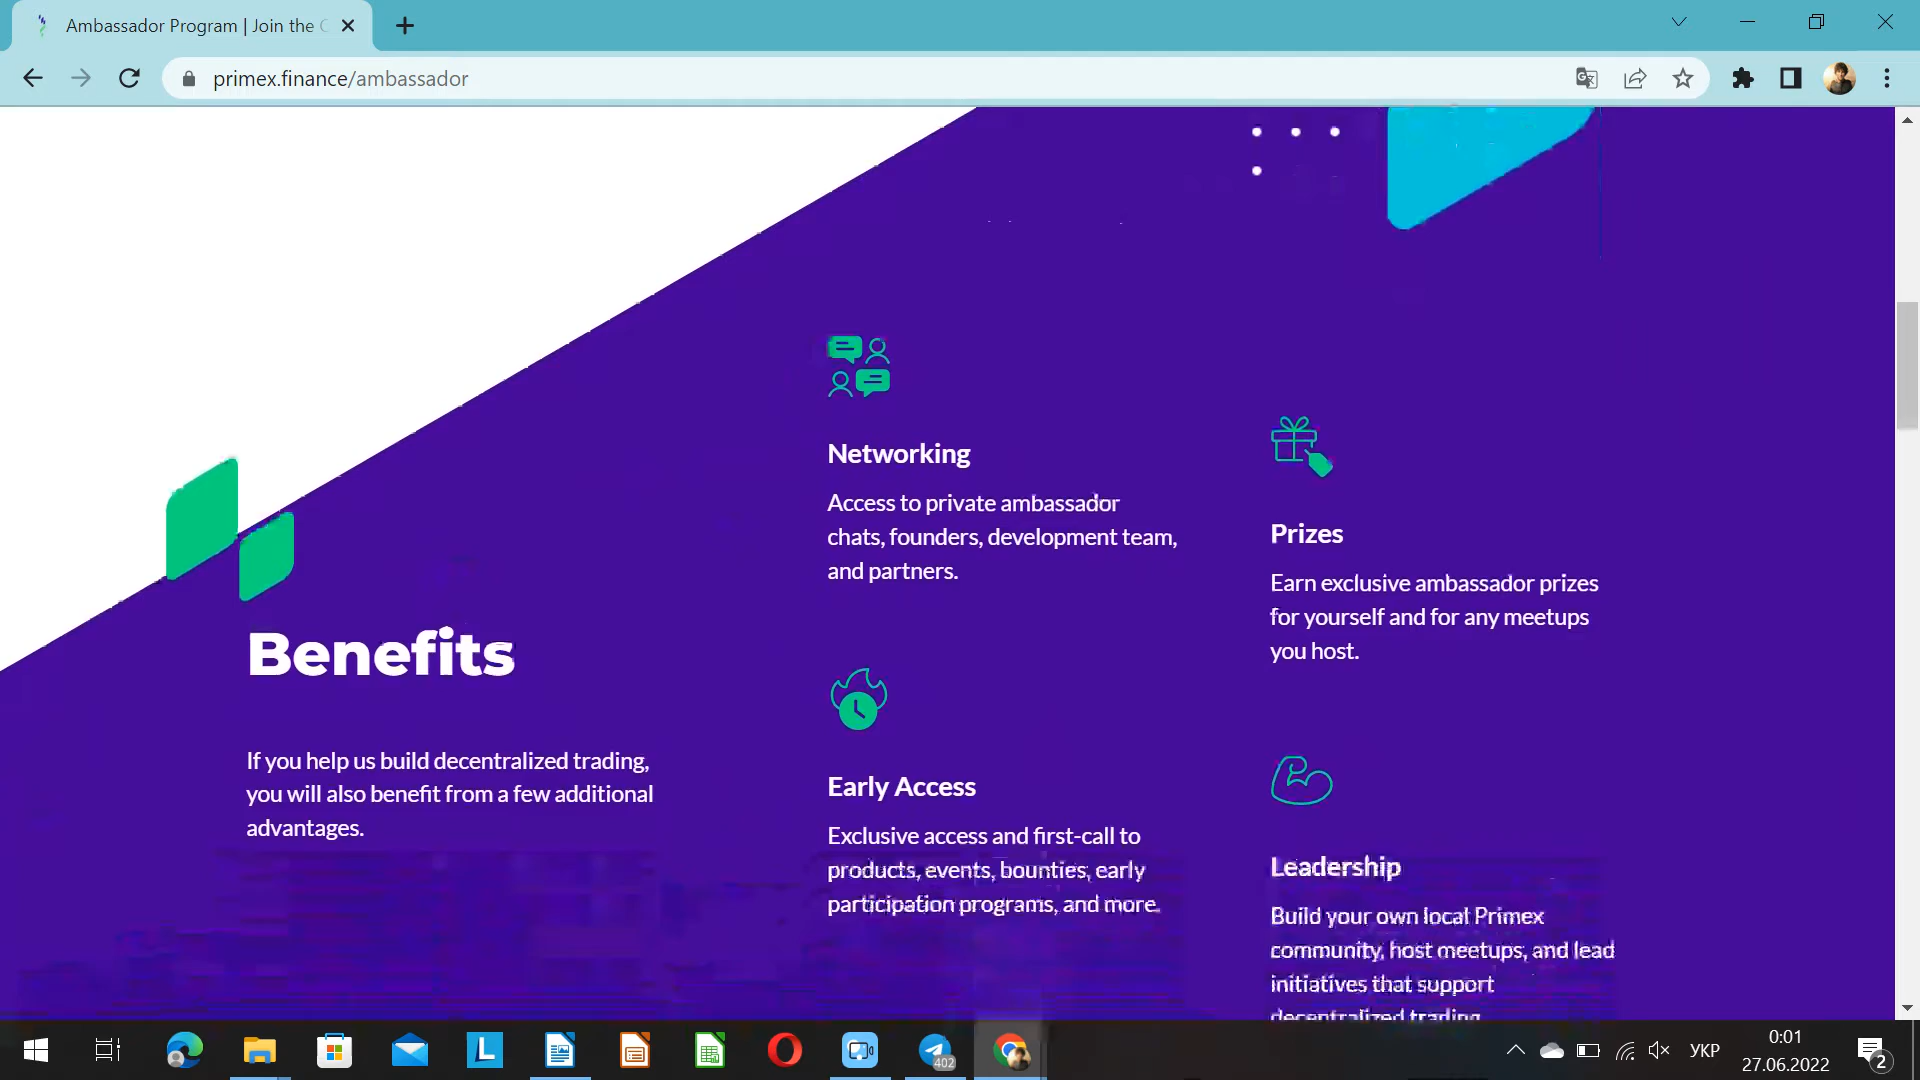 Ambassador Program | Join the
primex.finance/ambassador
Networking
Access to private ambassador
chats, founders, development team,
and partners.
Prizes
Earn exclusive ambassador prizes
for yourself and for any meetups
you host.
Benefits
If you help us build decentralized trading,
you will also benefit from a few additional
advantages.
Early Access
Exclusive access and first-call to
products, events, bounties, early
participation programs, and more.
Leadership
Build your own local Primex
community, host meetups, and lead
initiatives that support
decentralized trading
L
402
УКР
0:01
27.06.2022
2